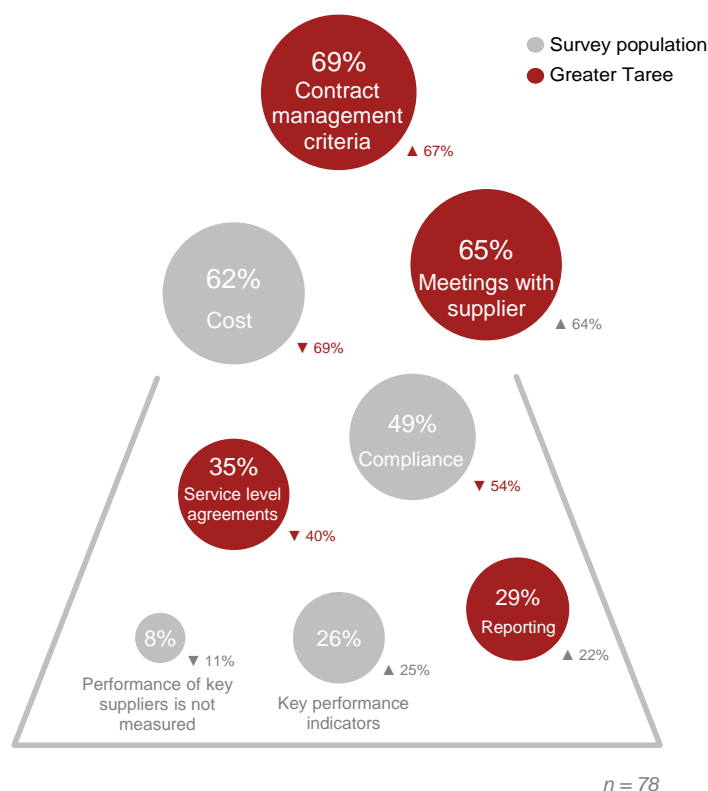 Survey population
Greater Taree
69%
Contract
management
criteria
▲ 67%
65%
Meetings with
supplier
▲ 64%
62%
Cost
▼ 69%
49%
Compliance
▼ 54%
35%
Service level
agreements
▼ 40%
29%
Reporting
▲ 22%
8%
▼ 11%
Performance of key
suppliers is not
measured
26%
▲ 25%
Key performance
indicators
n = 78